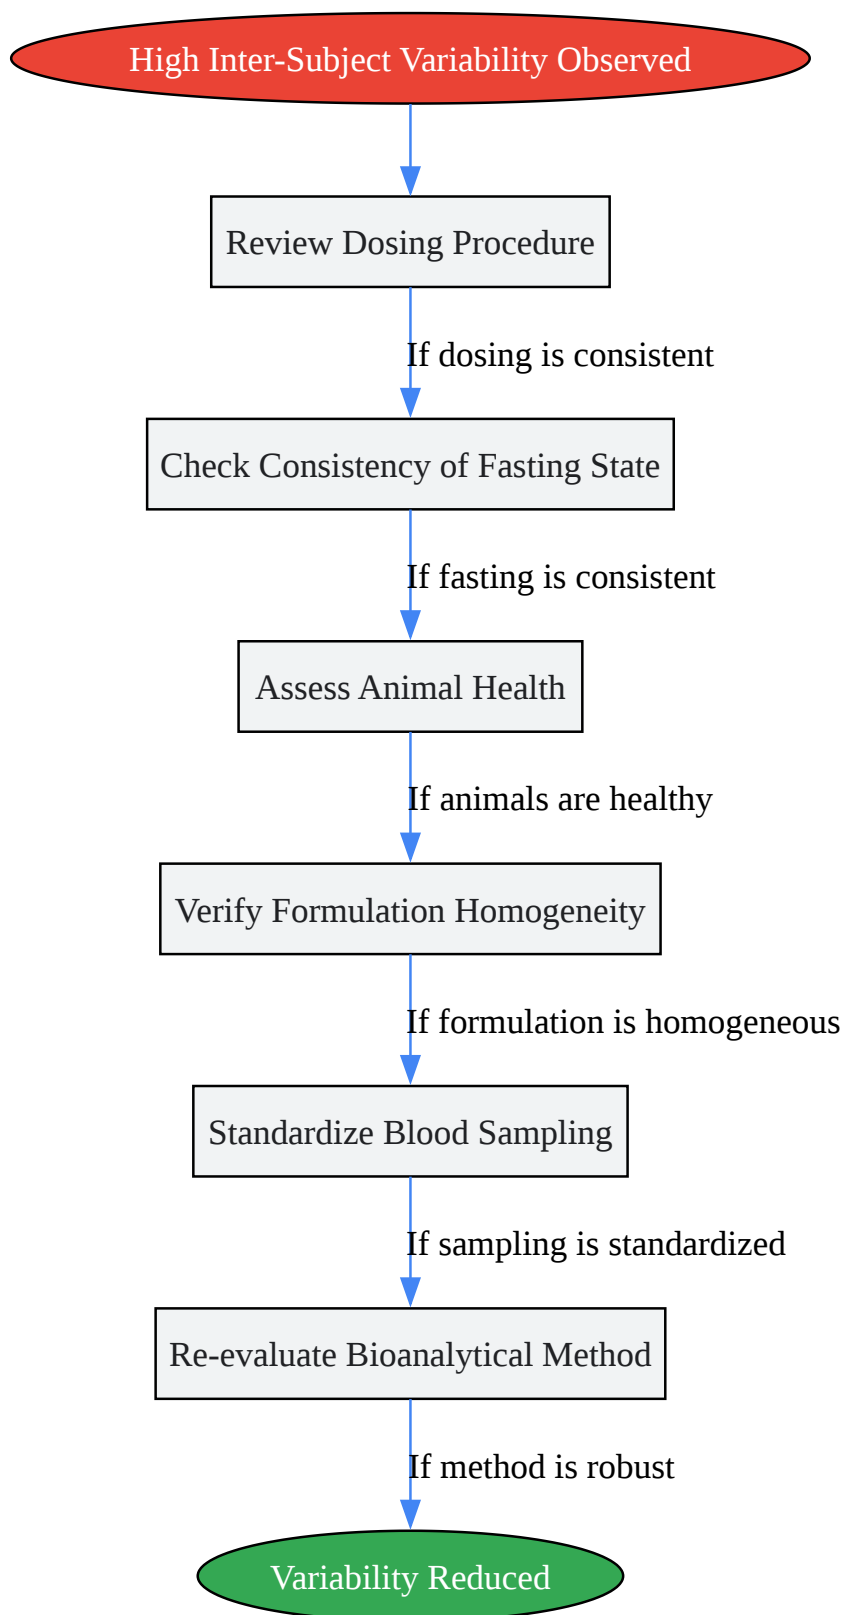 High Inter-Subject Variability Observed
Review Dosing Procedure
If dosing is consistent
Check Consistency of Fasting State
If fasting is consistent
Assess Animal Health
If animals are healthy
Verify Formulation Homogeneity
If formulation is homogeneous
Standardize Blood Sampling
If sampling is standardized
Re-evaluate Bioanalytical Method
If method is robust
Variability Reduced